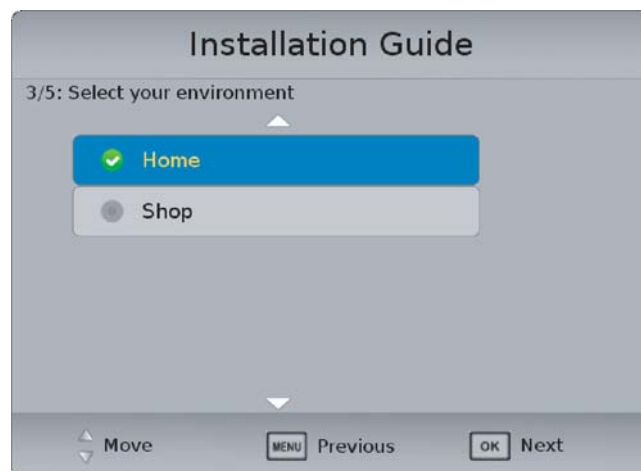 Installation Guide
3/5: Select your environment
Home
Shop
Move MENU Previous OK Next